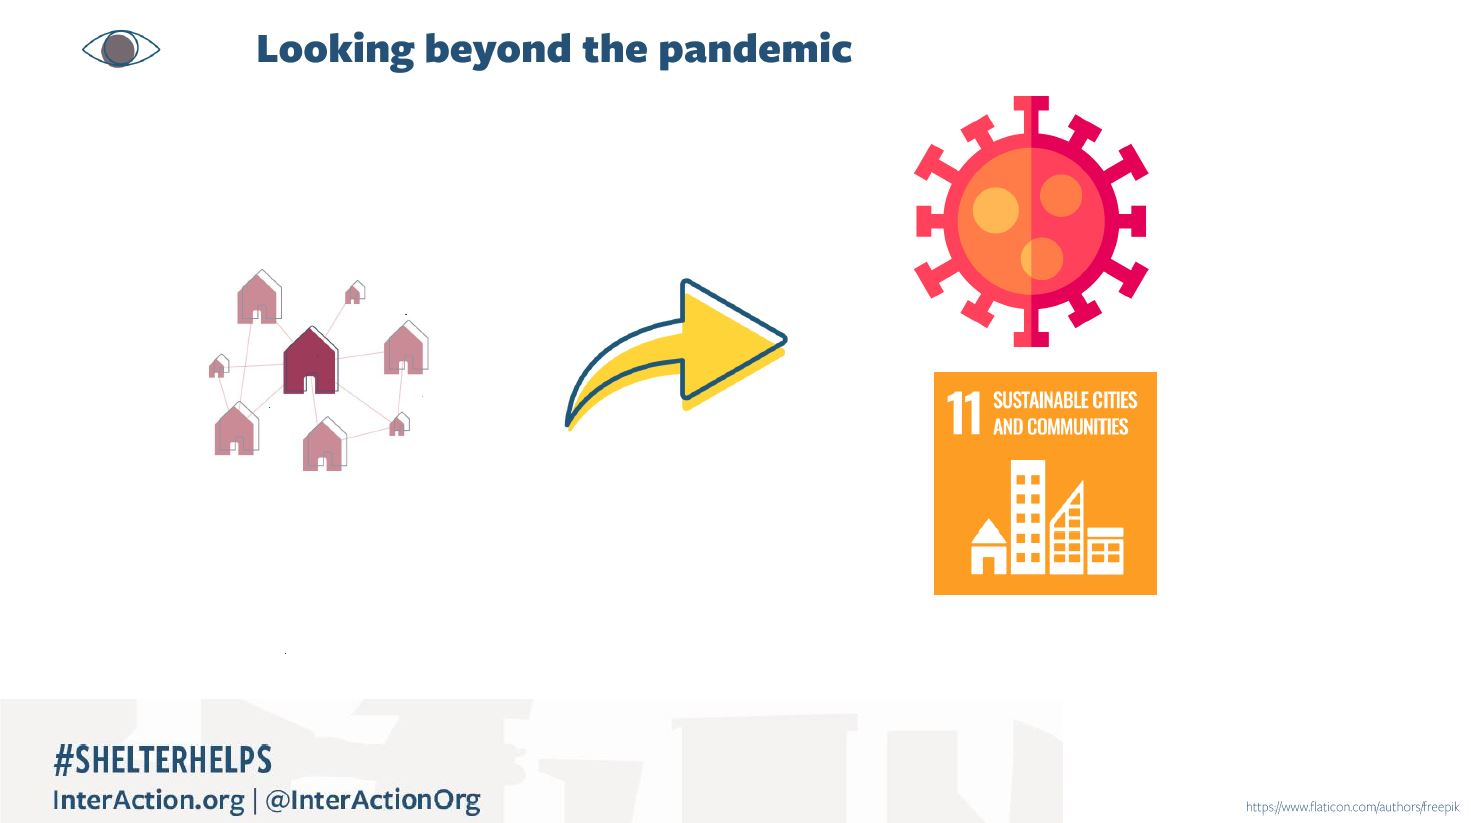 Looking beyond the pandemic
11 SUSTAINABLE CITIES
AND COMMUNITIES
#SHELTERHELPS
InterAction.org | @InterActionOrg
https://www.flaticon.com/authors/freepik